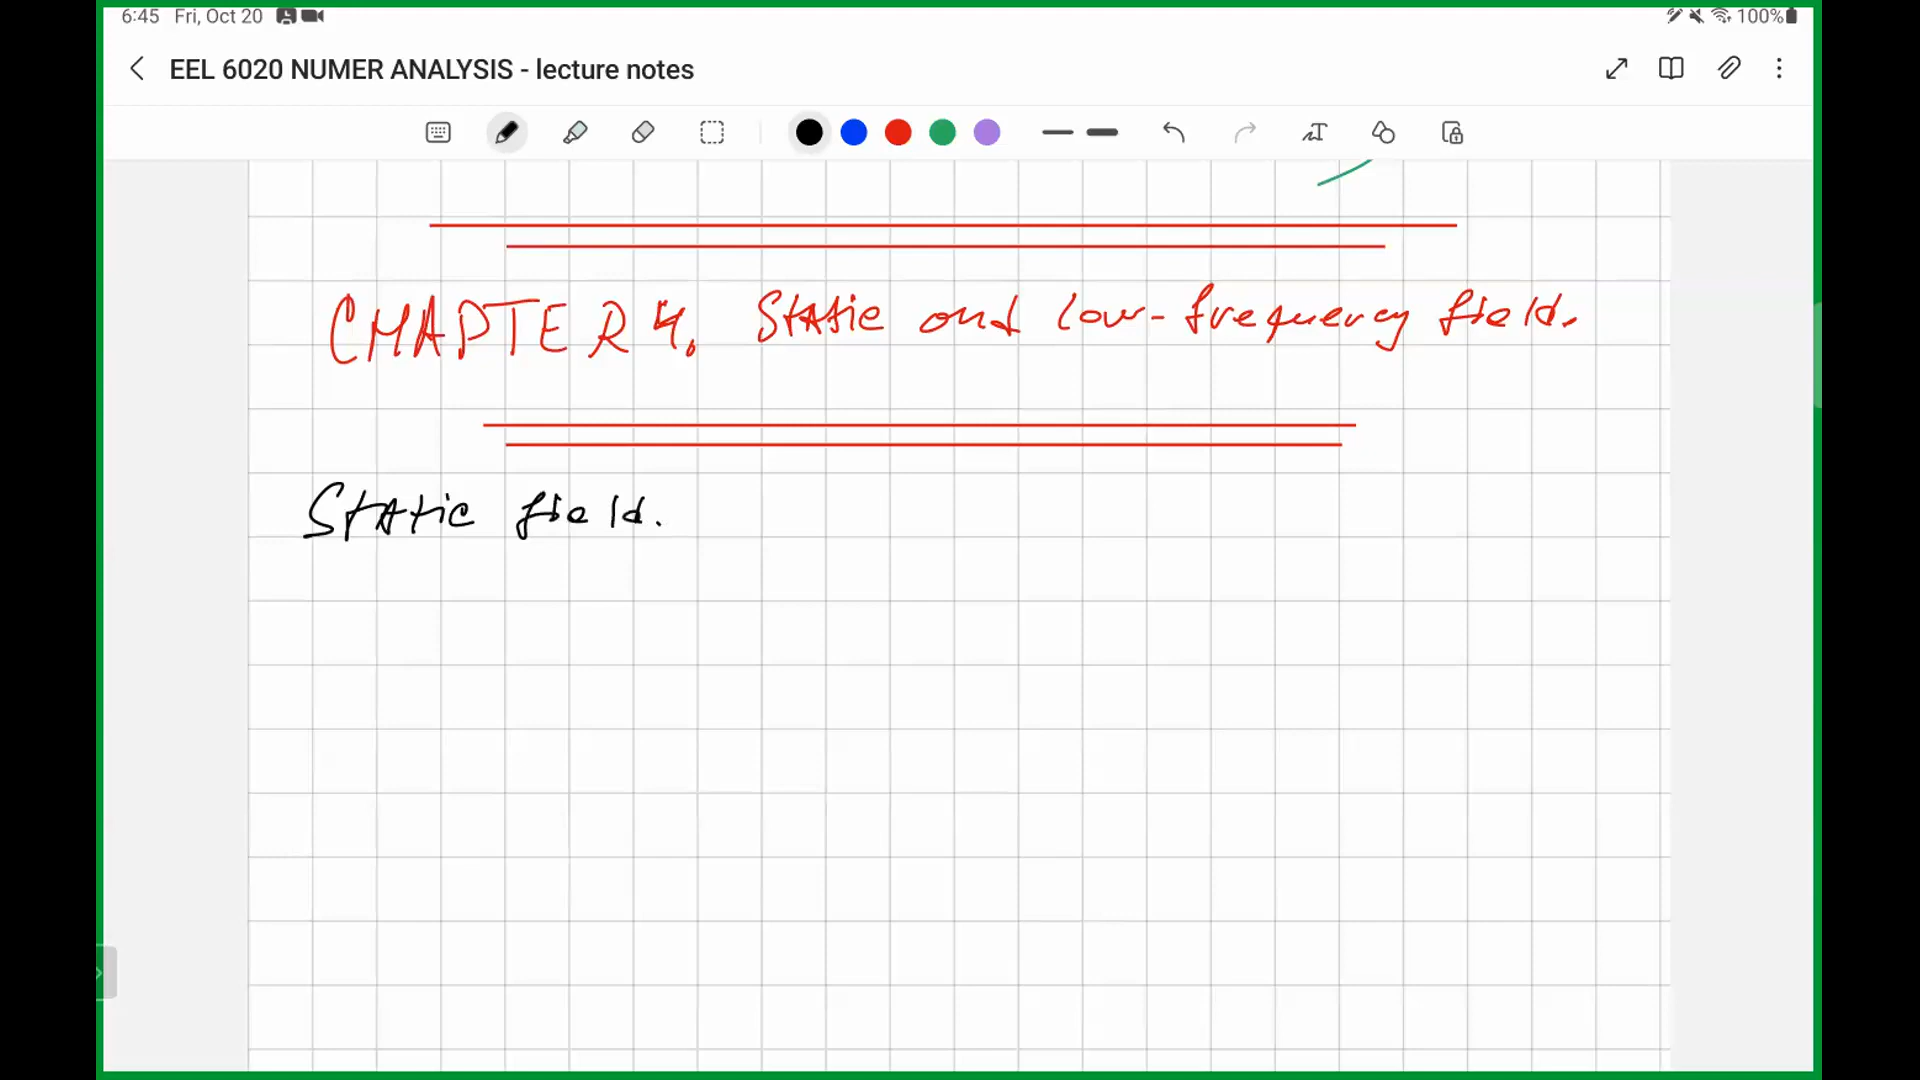 6:45 Fri, Oct 20 100%
EEL 6020 NUMER ANALYSIS - lecture notes
CHAPTER 4. Static and low-frequency field.
Static field.